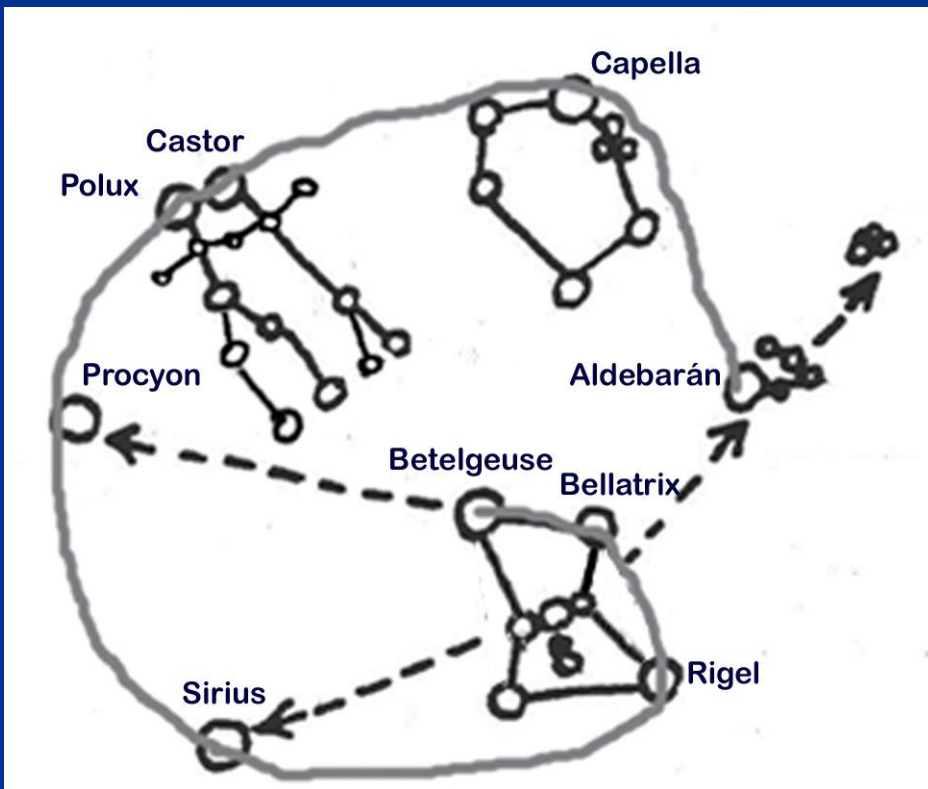 Capella
Castor
Polux
Procyon
Aldebarán
Betelgeuse
Bellatrix
Rigel
Sirius